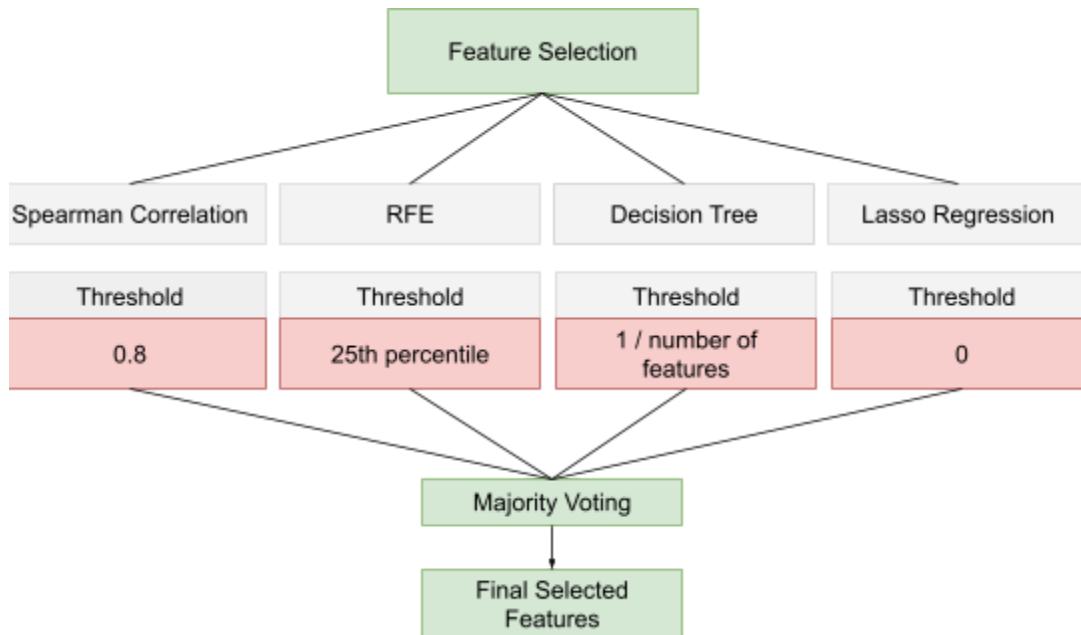 Feature Selection
Spearman Correlation
RFE
Decision Tree
Lasso Regression
Threshold
Threshold
Threshold
Threshold
0.8
25th percentile
1 / number of
features
0
Majority Voting
Final Selected
Features